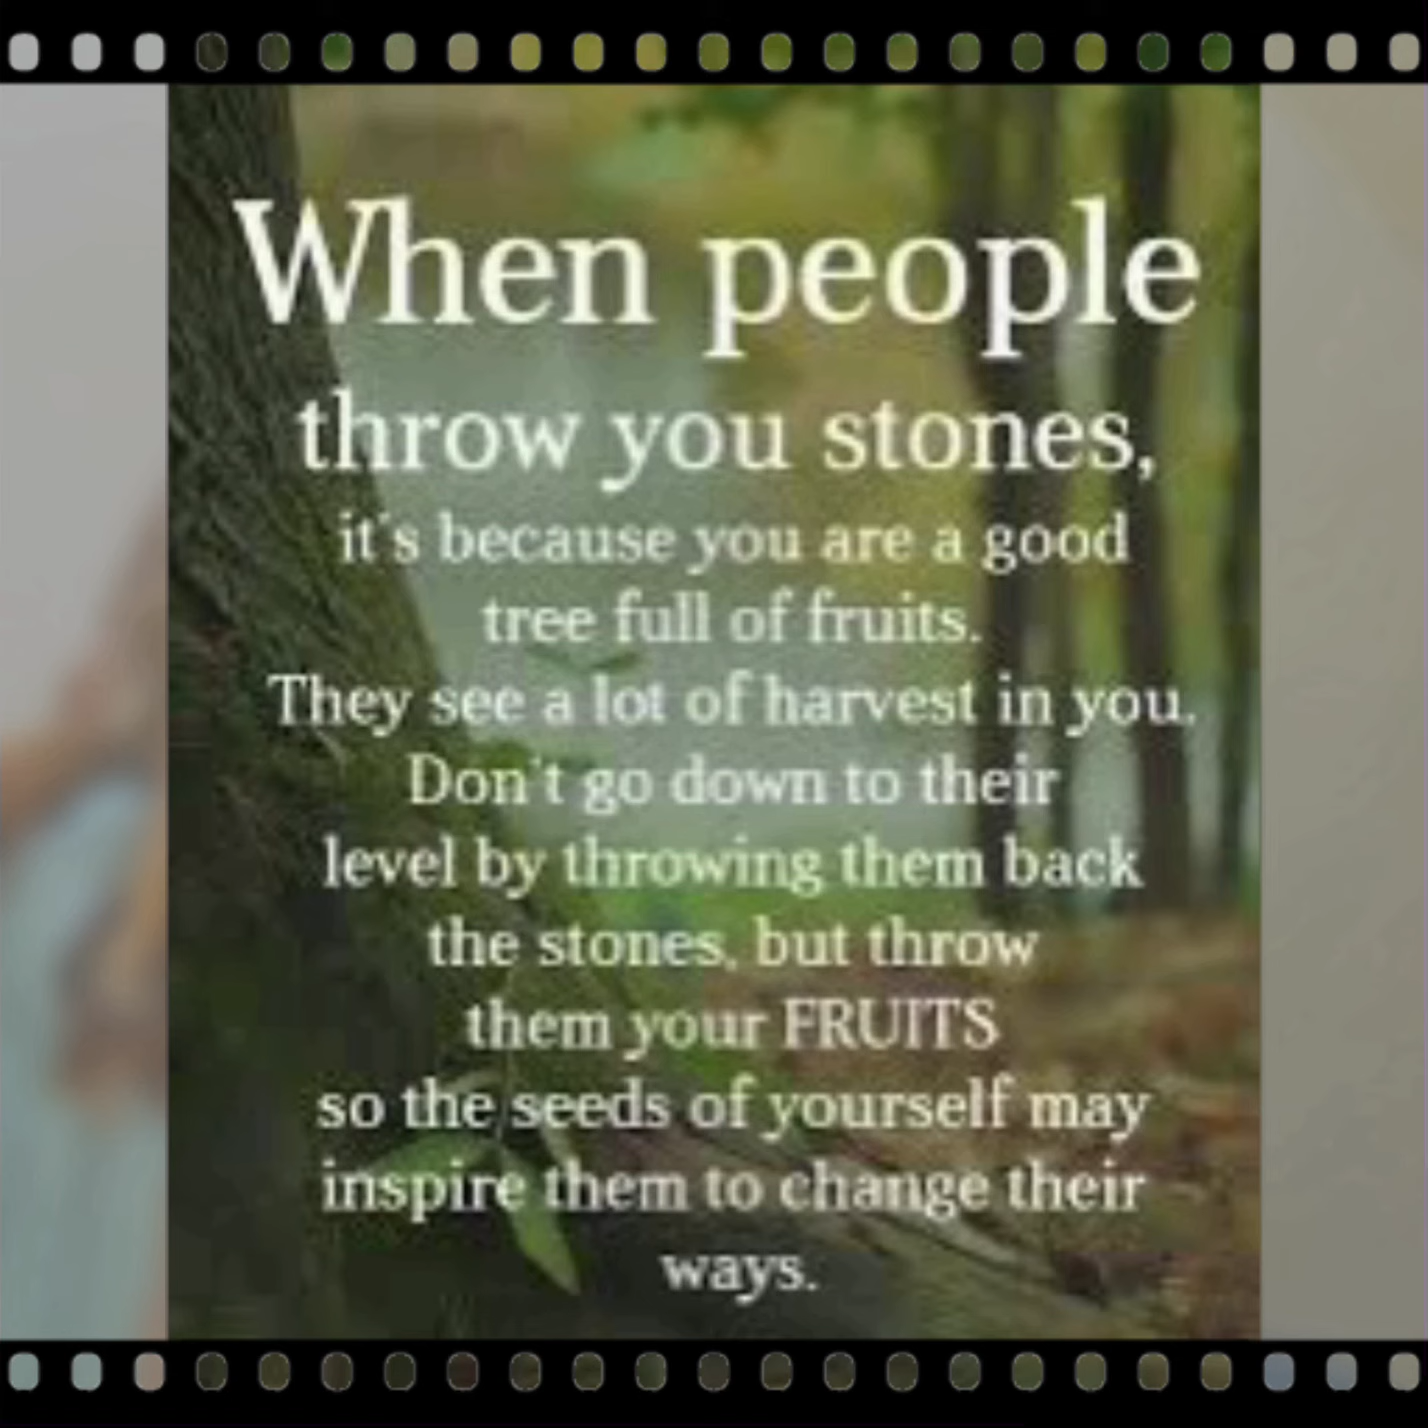 When people
throw you stones,
it's because you are a good
tree full of fruits.
They see a lot of harvest in you.
Don't go down to their
level by throwing them back
the stones, but throw
them your FRUITS
so the seeds of yourself may
inspire them to change their
ways.